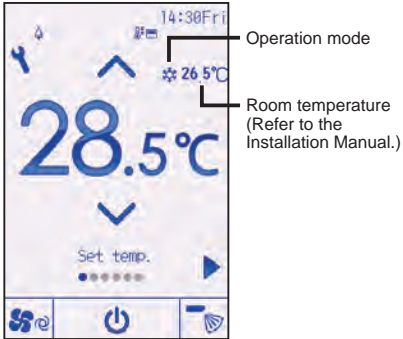 14:30Fri
Operation mode
26.5℃
Room temperature
(Refer to the
Installation Manual.)
28.5℃
Set temp.